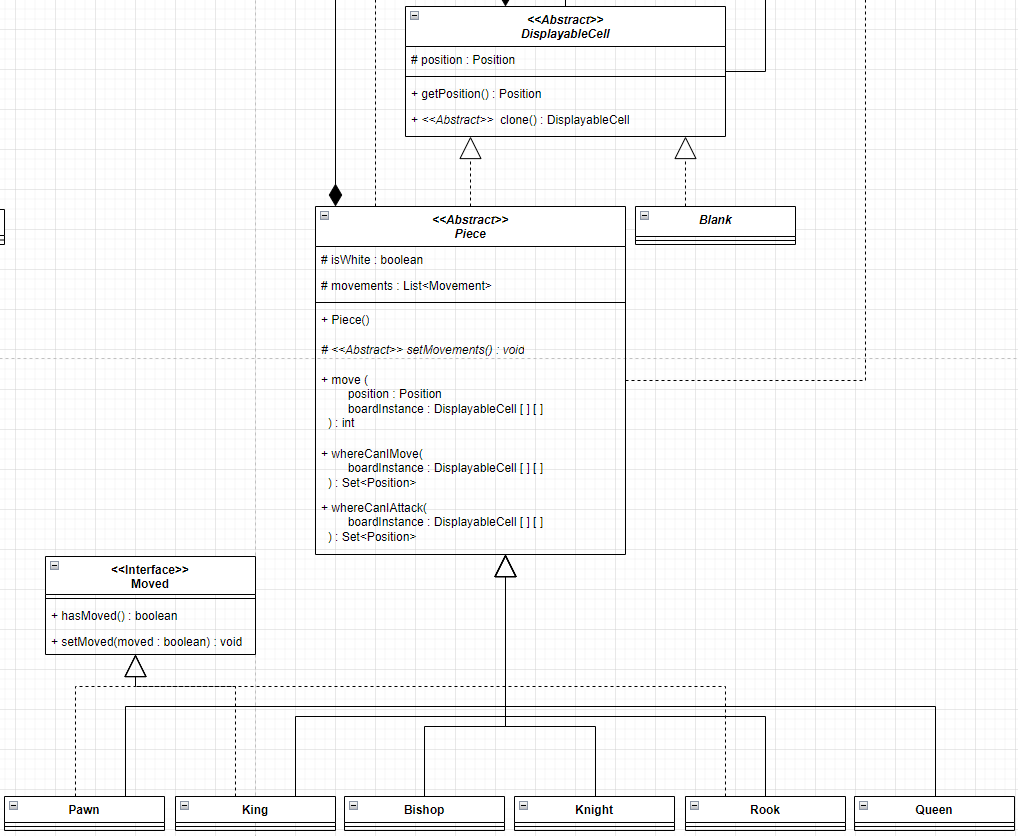 <<Abstract>>
DisplayableCell
# position : Position
+ getPosition() : Position
+ <<Abstract>> clone() : DisplayableCell
<<Abstract>>
Piece
# isWhite : boolean
# movements : List<Movement>
+ Piece()
# <<Abstract>> setMovements() : void
+ move (
position : Position
boardInstance : DisplayableCell [ ] [ ]
) : int
+ whereCanIMove(
boardInstance : DisplayableCell [ ] [ ]
) : Set<Position>
+ whereCanIAttack(
boardInstance : DisplayableCell [ ] [ ]
) : Set<Position>
Blank
<<Interface>>
Moved
+ hasMoved() : boolean
+ setMoved(moved : boolean) : void
Pawn
King
Bishop
Knight
Rook
Queen